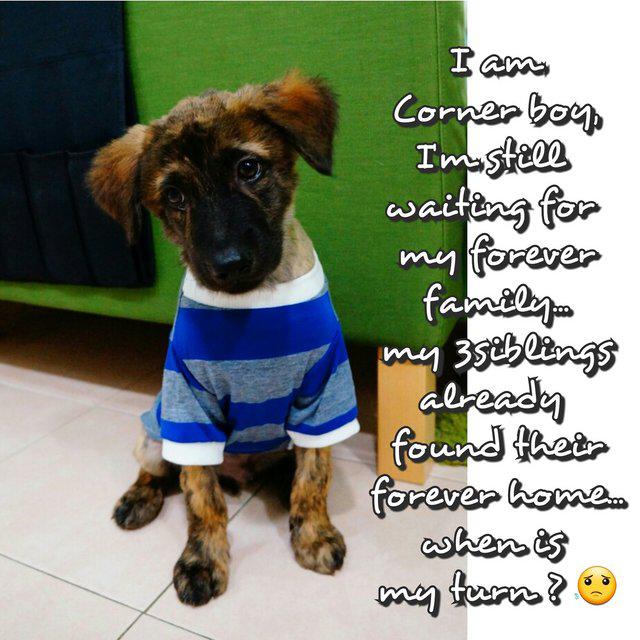 I am
Corner boy,
I'm still
waiting for
my forever
family...
my 3siblings
already
found their
forever home...
when is
my turn ? 😟